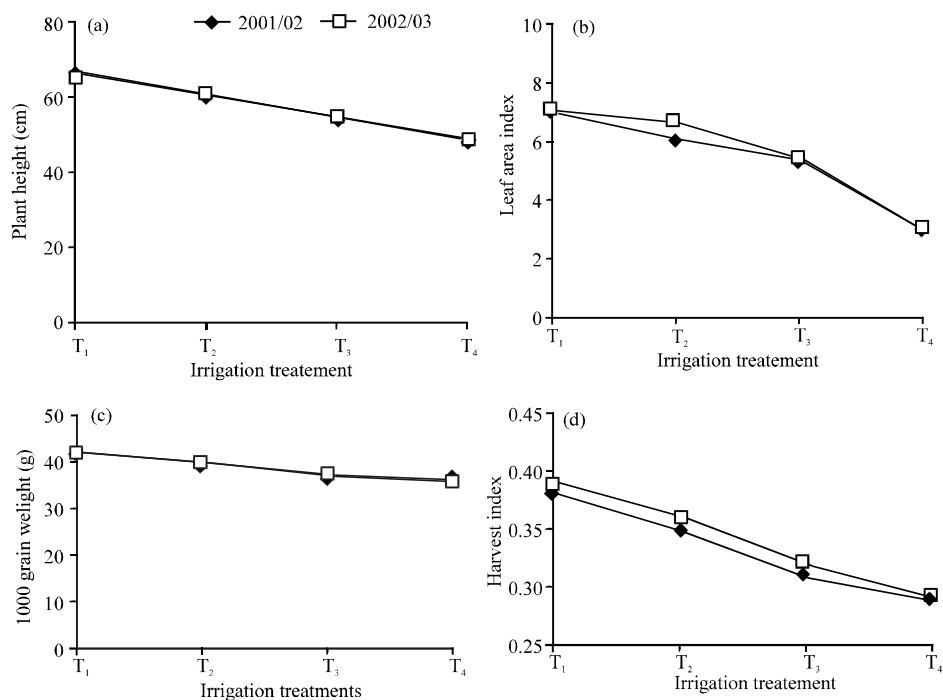 (a)
2001/02
2002/03
80
60
40
20
0
Plant height (cm)
T1
T2
T3
T4
Irrigation treatement
(b)
10
8
6
4
2
0
Leaf area index
T1
T2
T3
T4
Irrigation treatement
(c)
50
40
30
20
10
0
1000 grain welight (g)
T1
T2
T3
T4
Irrigation treatments
(d)
0.45
0.40
0.35
0.30
0.25
Harvest index
T1
T2
T3
T4
Irrigation treatement